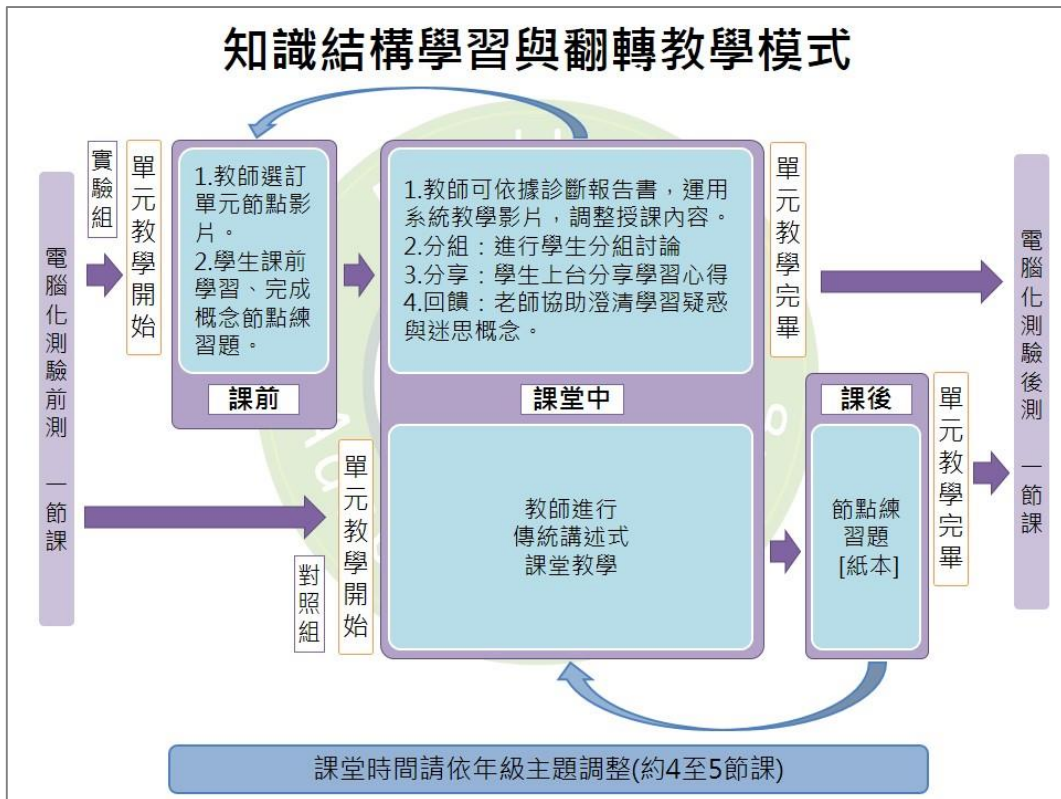 知識結構學習與翻轉教學模式
電腦化測驗前測　一節課
實驗組
單元教學開始
1.教師選訂
單元節點影
片。
2.學生課前
學習、完成
概念節點練
習題。
課前
1.教師可依據診斷報告書，運用
系統教學影片，調整授課內容。
2.分組：進行學生分組討論
3.分享：學生上台分享學習心得
4.回饋：老師協助澄清學習疑惑
與迷思概念。
課堂中
單元教學完畢
對照組
單元教學開始
教師進行
傳統講述式
課堂教學
課後
節點練
習題
[紙本]
單元教學完畢
電腦化測驗後測　一節課
課堂時間請依年級主題調整(約4至5節課)